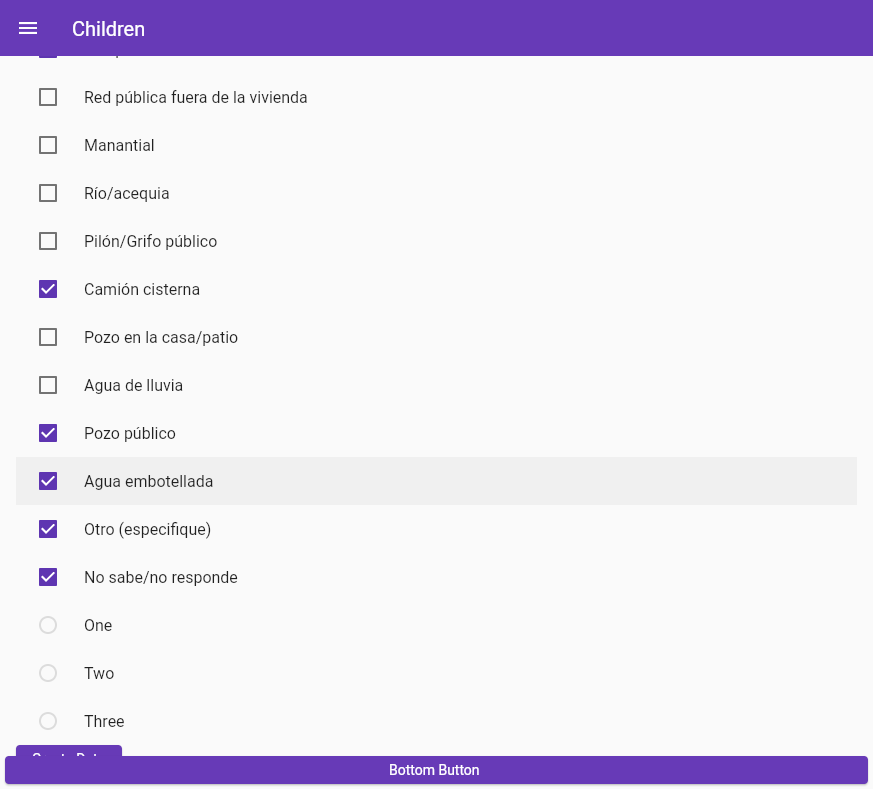 Children
Red pública fuera de la vivienda
Manantial
Río/acequia
Pilón/Grifo público
Camión cisterna
Pozo en la casa/patio
Agua de lluvia
Pozo público
Agua embotellada
Otro (especifique)
No sabe/no responde
One
Two
Three
Bottom Button